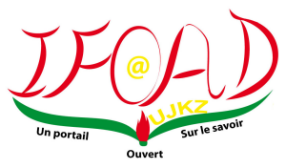 IFOAD
@
UJKZ
Un portail
Sur le savoir
Ouvert